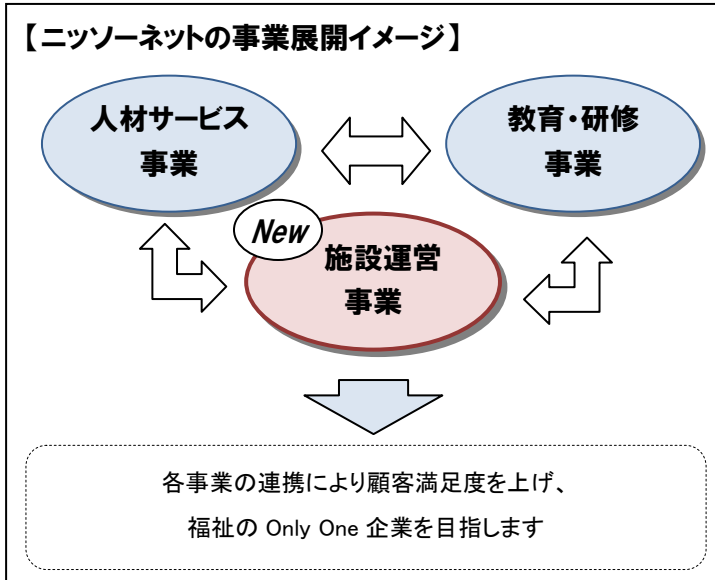 【ニッソーネットの事業展開イメージ】
人材サービス
事業
教育・研修
事業
New
施設運営
事業
各事業の連携により顧客満足度を上げ、
福祉の Only One 企業を目指します